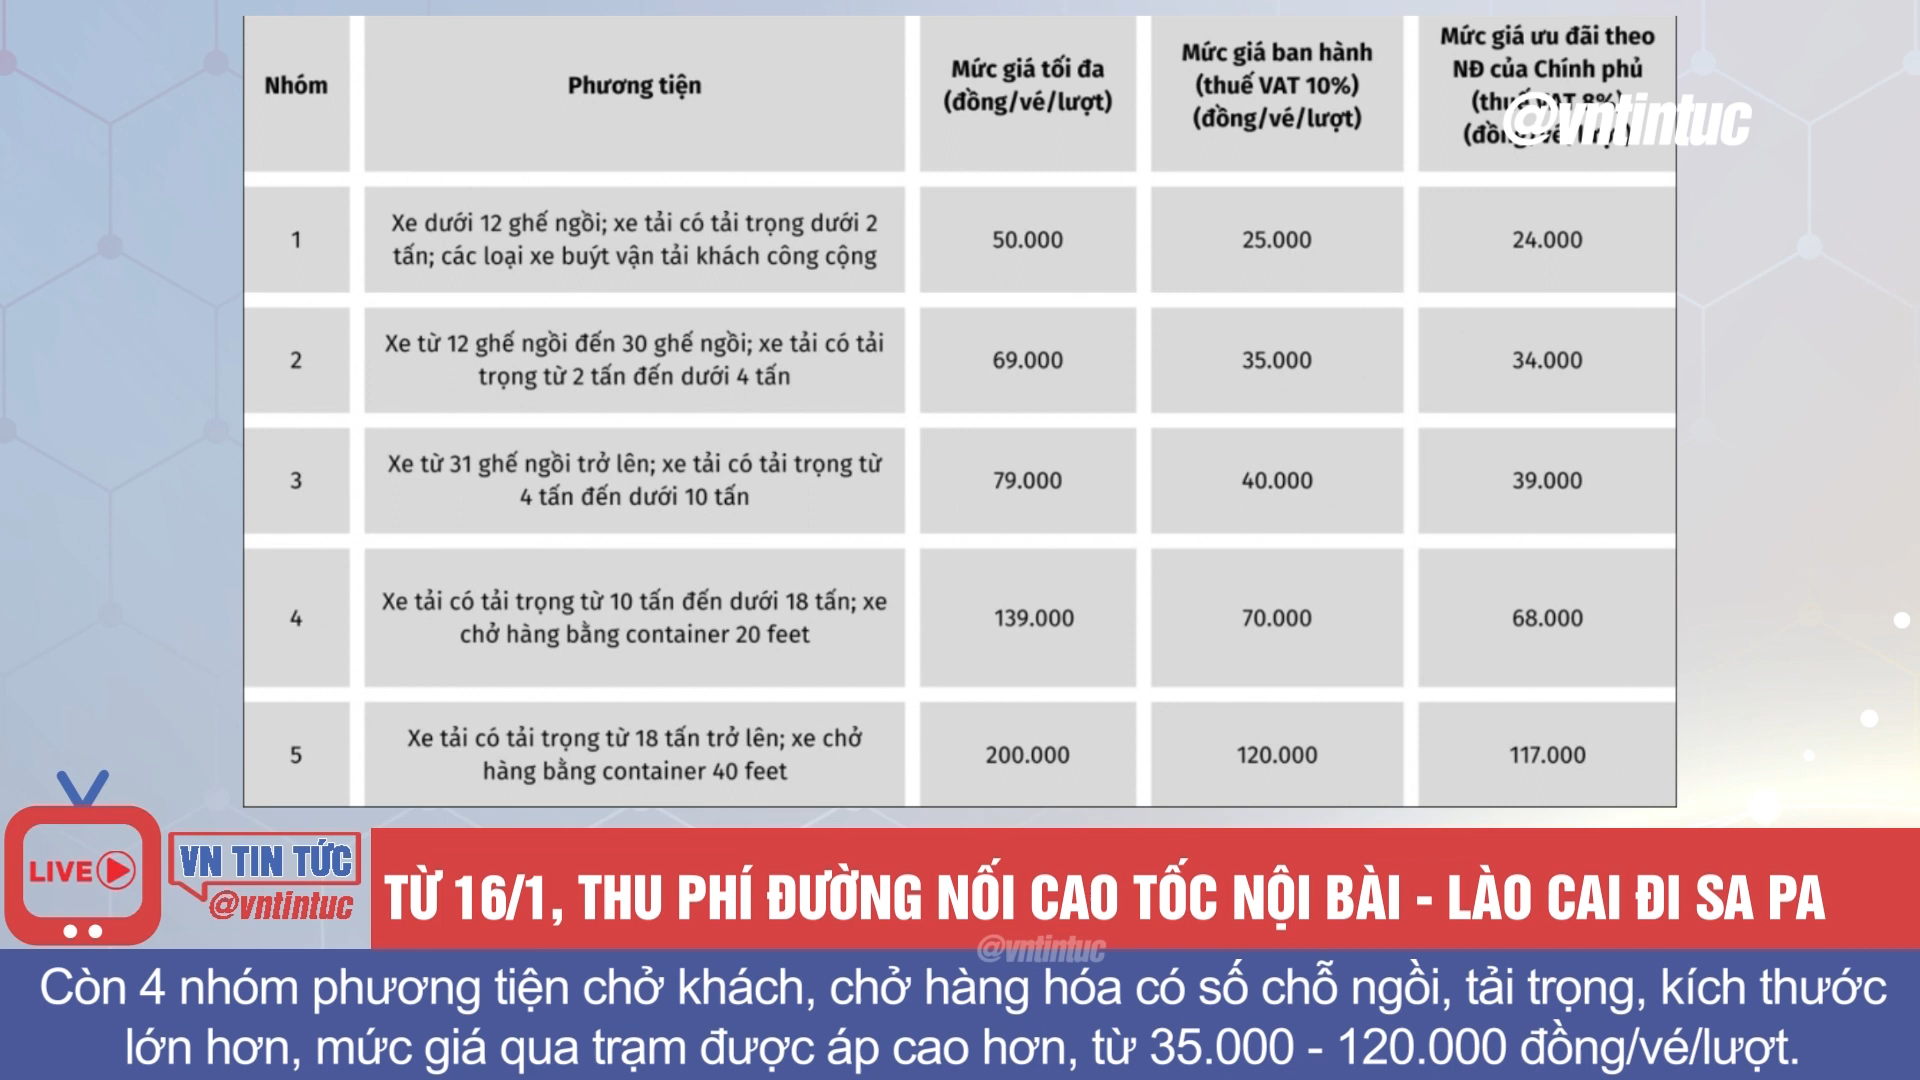 Nhóm
Phương tiện
Mức giá tối đa
(đồng/vé/lượt)
Mức giá ban hành
(thuế VAT 10%)
(đồng/vé/lượt)
Mức giá ưu đãi theo
NĐ của Chính phủ
(thuế VAT 8%)
(đồng/vé/lượt)
@vntintuc
1
Xe dưới 12 ghế ngồi; xe tải có tải trọng dưới 2
tấn; các loại xe buýt vận tải khách công cộng
50.000
25.000
24.000
2
Xe từ 12 ghế ngồi đến 30 ghế ngồi; xe tải có tải
trọng từ 2 tấn đến dưới 4 tấn
69.000
35.000
34.000
3
Xe từ 31 ghế ngồi trở lên; xe tải có tải trọng từ
4 tấn đến dưới 10 tấn
79.000
40.000
39.000
4
Xe tải có tải trọng từ 10 tấn đến dưới 18 tấn; xe
chở hàng bằng container 20 feet
139.000
70.000
68.000
5
Xe tải có tải trọng từ 18 tấn trở lên; xe chở
hàng bằng container 40 feet
200.000
120.000
117.000
LIVE
VN TIN TỨC
@vntintuc
TỪ 16/1, THU PHÍ ĐƯỜNG NỐI CAO TỐC NỘI BÀI - LÀO CAI ĐI SA PA
@vntintuc
Còn 4 nhóm phương tiện chở khách, chở hàng hóa có số chỗ ngồi, tải trọng, kích thước
lớn hơn, mức giá qua trạm được áp cao hơn, từ 35.000 - 120.000 đồng/vé/lượt.